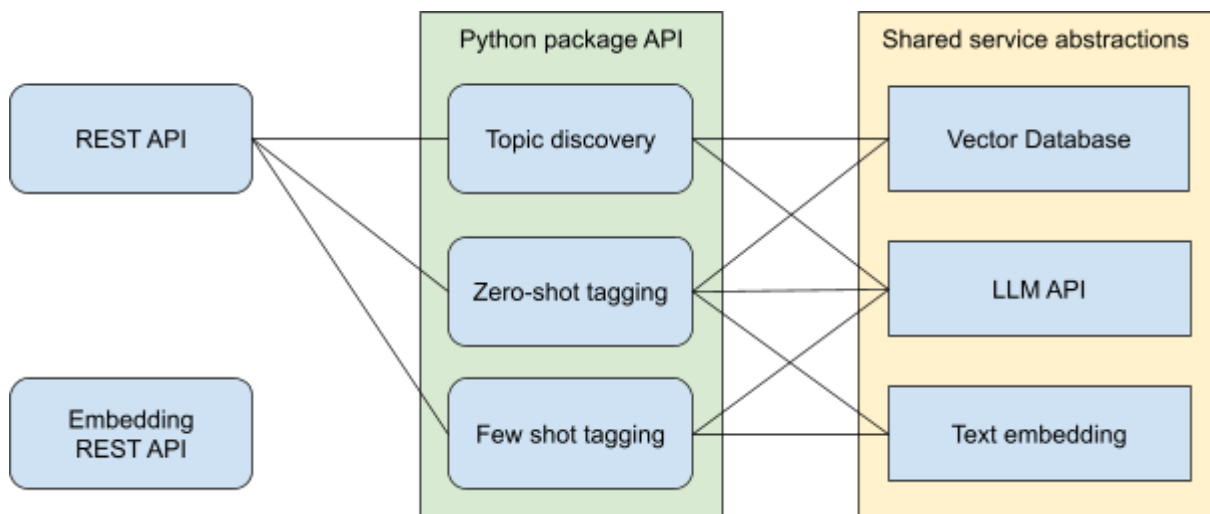 Python package API
Shared service abstractions
REST API
Topic discovery
Vector Database
Zero-shot tagging
LLM API
Embedding
REST API
Few shot tagging
Text embedding